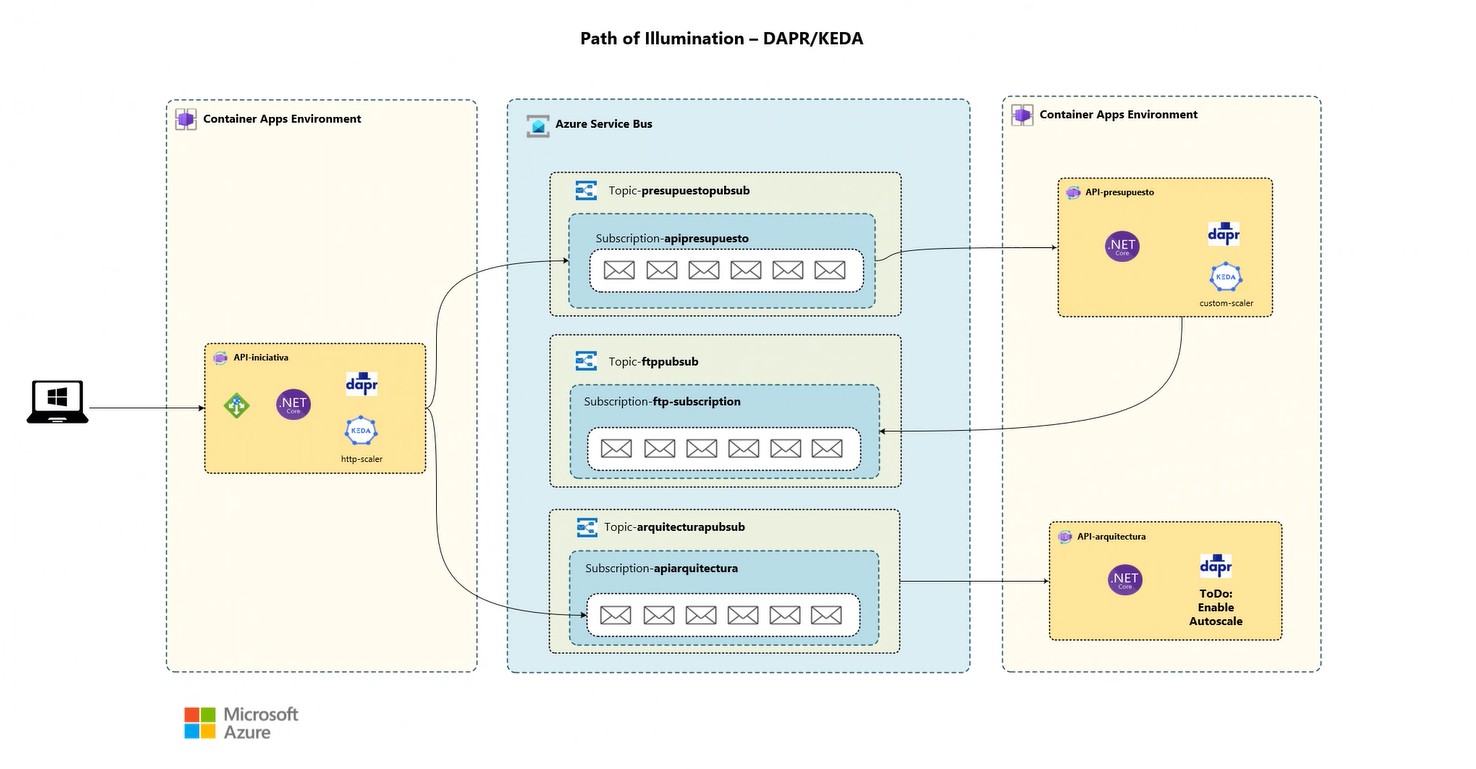 Path of Illumination – DAPR/KEDA
Container Apps Environment
API-iniciativa
.NET
Core
dapr
KEDA
http-scaler
Azure Service Bus
Topic-presupuestopubsub
Subscription-apipresupuesto
Topic-ftppubsub
Subscription-ftp-subscription
Topic-arquitecturapubsub
Subscription-apiarquitectura
Container Apps Environment
API-presupuesto
.NET
Core
dapr
KEDA
custom-scaler
API-arquitectura
.NET
Core
dapr
ToDo:
Enable
Autoscale
Microsoft
Azure